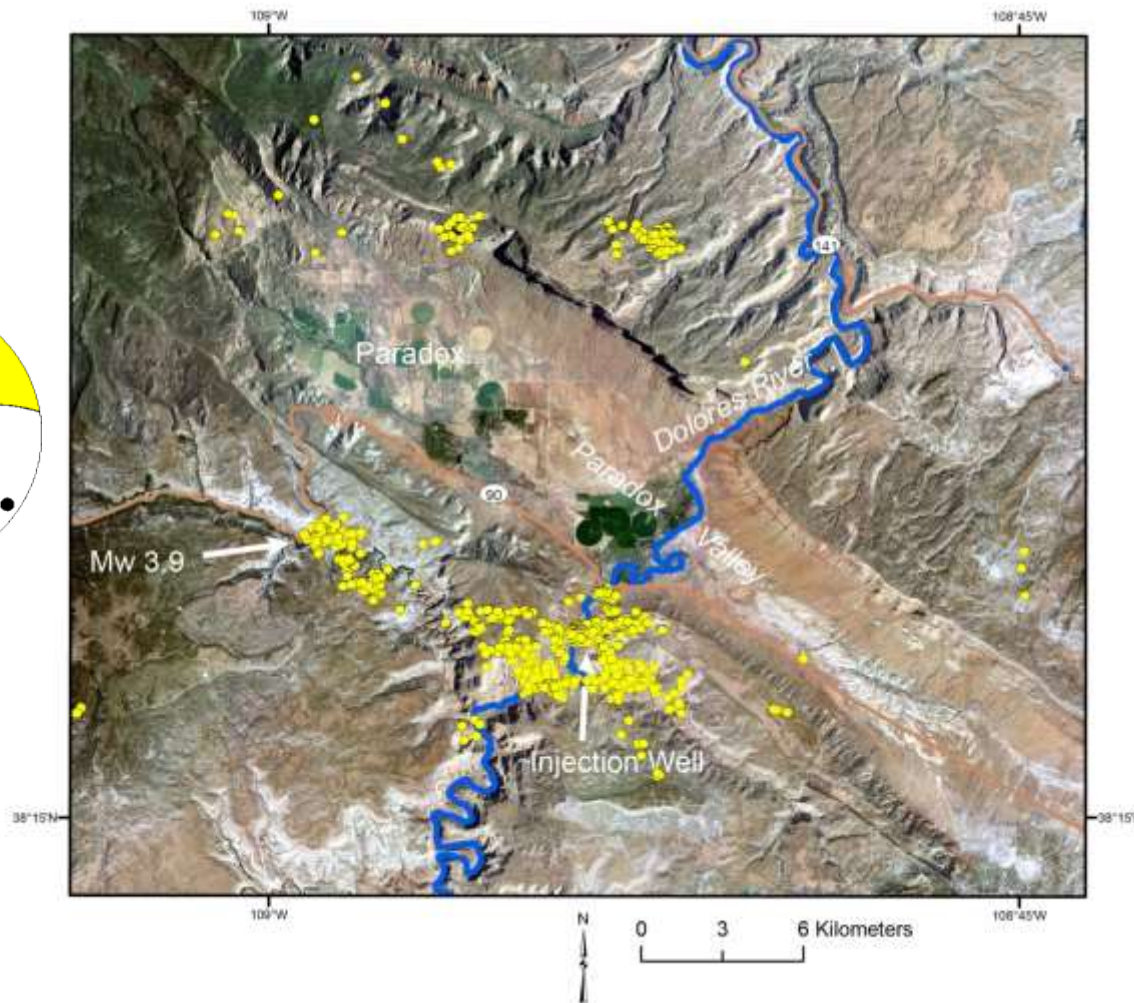 109°W 108°45'W
141
Paradox
Dolores River
Paradox
Valley
90
Mw 3.9
Injection Well
38°15'N 38°15'
109°W 108°45'W
N
0 3 6 Kilometers